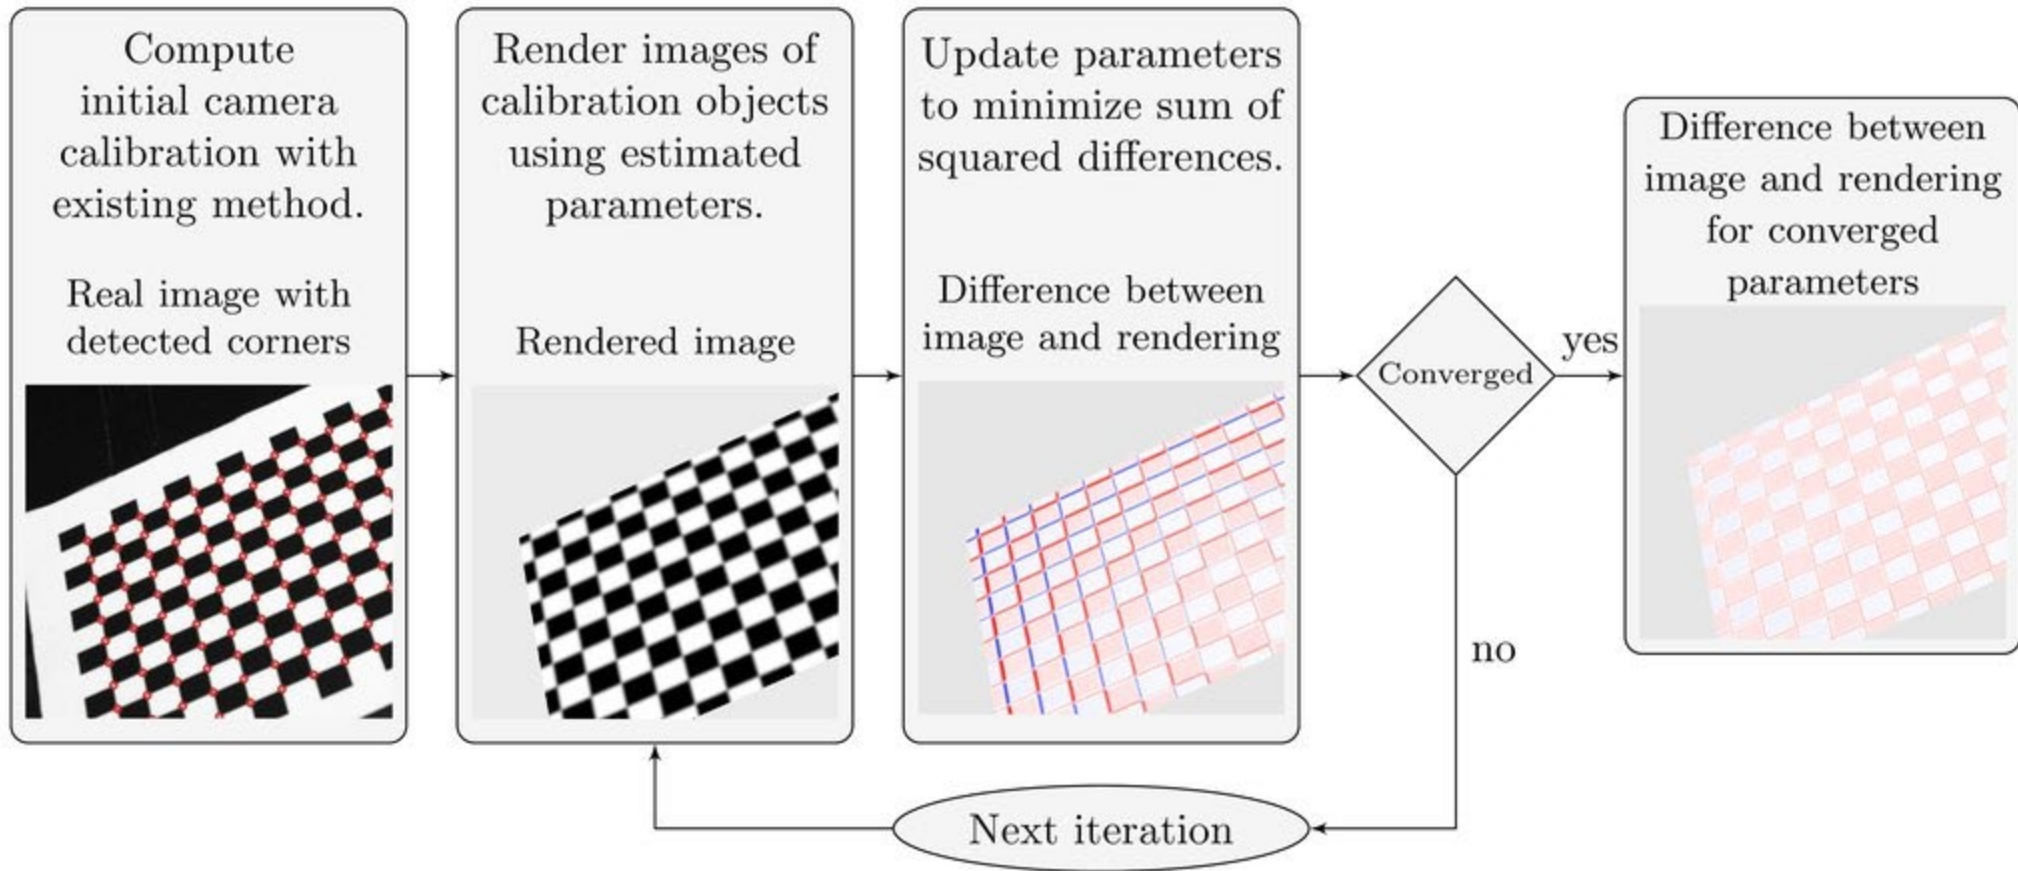 Compute
initial camera
calibration with
existing method.
Real image with
detected corners
Render images of
calibration objects
using estimated
parameters.
Rendered image
Update parameters
to minimize sum of
squared differences.
Difference between
image and rendering
Converged
yes
no
Next iteration
Difference between
image and rendering
for converged
parameters